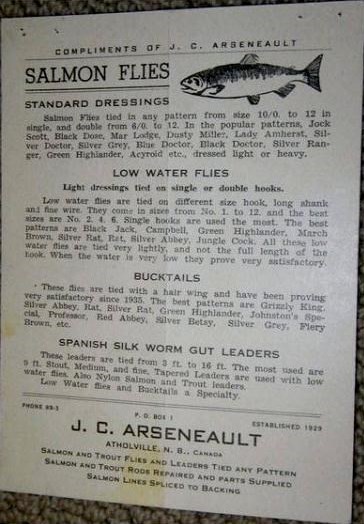 COMPLIMENTS OF J. C. ARSENEAULT
SALMON FLIES
STANDARD DRESSINGS
Salmon Flies tied in any pattern from size 10/0. to 12 in
single, and double from 6/0. to 12. In the popular patterns, Jock
Scott, Black Dose, Mar Lodge, Dusty Miller, Lady Amherst, Sil-
ver Doctor, Silver Grey, Blue Doctor, Black Doctor, Silver Ran-
ger, Green Highlander, Acyroid etc., dressed light or heavy.
LOW WATER FLIES
Light dressings tied on single or double hooks.
Low water flies are tied on different size hook, long shank
and fine wire. They come in sizes from No. 1. to 12. and the best
sizes are No. 2. 4. 6. Single hooks are used the most. The best
patterns are Black Jack, Campbell, Green Highlander, March
Brown, Silver Rat, Rat, Silver Abbey, Jungle Cock. All these low
water flies are tied very lightly, and not the full length of the
hook. When the water is very low they prove very satisfactory.
BUCKTAILS
These flies are tied with a hair wing and have been proving
very satisfactory since 1935. The best patterns are Grizzly King,
Silver Abbey, Rat, Silver Rat, Green Highlander, Johnston's Spe-
cial, Professor, Red Abbey, Silver Betsy, Silver Grey, Fiery
Brown, etc.
SPANISH SILK WORM GUT LEADERS
These leaders are tied from 3 ft. to 16 ft. The most used are
9 ft. Stout, Medium, and fine, Tapered Leaders are used with low
water flies. Also Nylon Salmon and Trout leaders.
Low Water flies and Bucktails a Specialty.
PHONE 89-5
P. O. BOX 1
ESTABLISHED 1929
J. C. ARSENEAULT
ATHOLVILLE, N. B., CANADA
SALMON AND TROUT FLIES AND LEADERS TIED ANY PATTERN
SALMON AND TROUT RODS REPAIRED AND PARTS SUPPLIED
SALMON LINES SPLICED TO BACKING